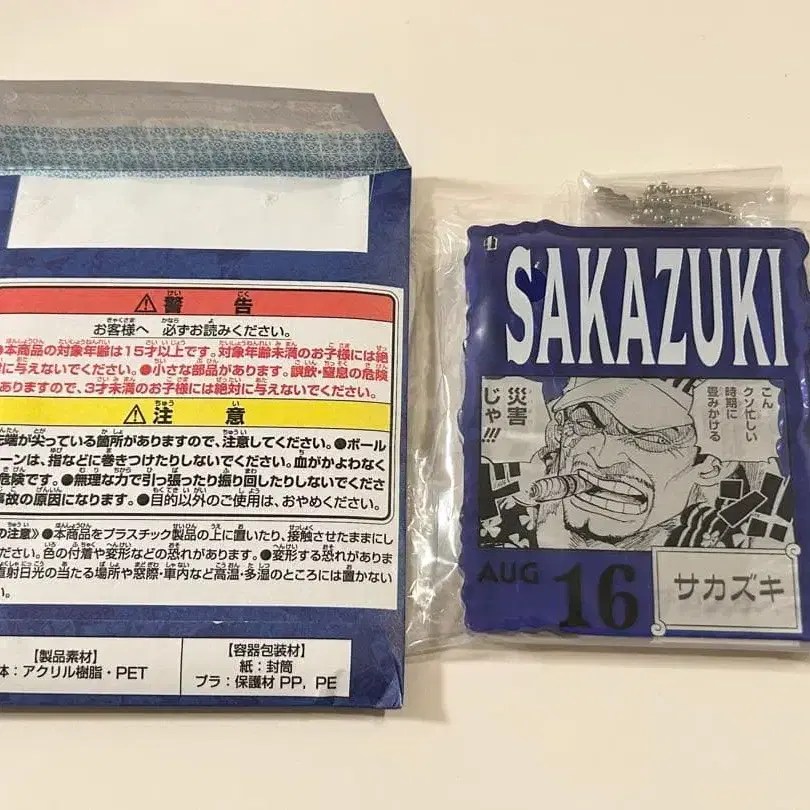 警告
お客様へ 必ずお読みください。
●本商品の対象年齢は15才以上です。対象年齢未満のお子様には絶
対に与えないでください。●小さな部品があります。誤飲・窒息の危険
がありますので、3才未満のお子様には絶対に与えないでください。
注意
先端が尖っている箇所がありますので、注意してください。●ボール
ェーンは、指などに巻きつけたりしないでください。血がかよわなく
危険です。●無理な力で引っ張ったり振り回したりしないでくださ
事故の原因になります。●目的以外のご使用は、おやめください。
の注意》●本商品をプラスチック製品の上に置いたり、接触させたままにし
ださい。色の付着や変形などの恐れがあります。●変形する恐れがありま
直射日光の当たる場所や窓際・車内など高温・多湿のところには置かない
い。
【製品素材】
体：アクリル樹脂・PET
【容器包装材】
紙：封筒
プラ：保護材 PP, PE
SAKAZUKI
こん
クソ忙しい
時期に
畳みかける
災害
じゃ!!!
ド
AUG
16
サカズキ